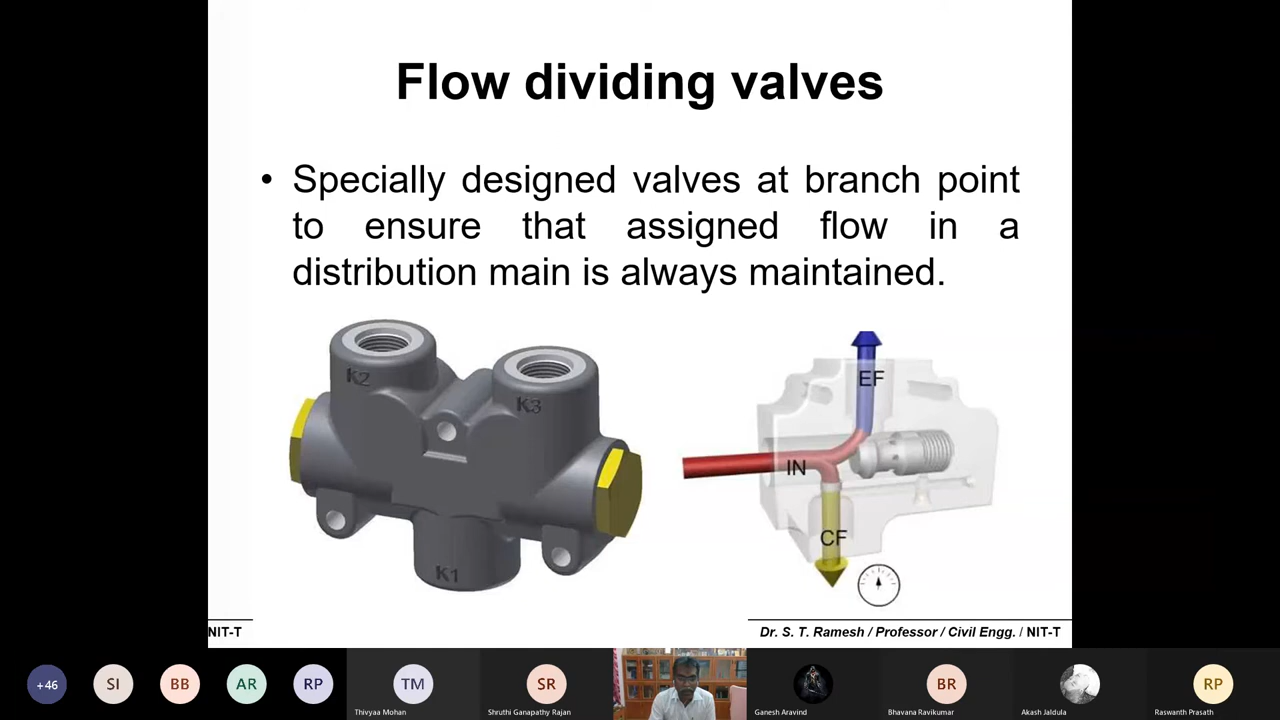 Flow dividing valves
• Specially designed valves at branch point
to ensure that assigned flow in a
distribution main is always maintained.
K2
K3
K1
EF
IN
CF
NIT-T
Dr. S. T. Ramesh / Professor / Civil Engg. / NIT-T
+46
SI
BB
AR
RP
TM
Thivyaa Mohan
SR
Shruthi Ganapathy Rajan
Ganesh Aravind
BR
Bhavana Ravikumar
Akash Jaldula
RP
Raswanth Prasath